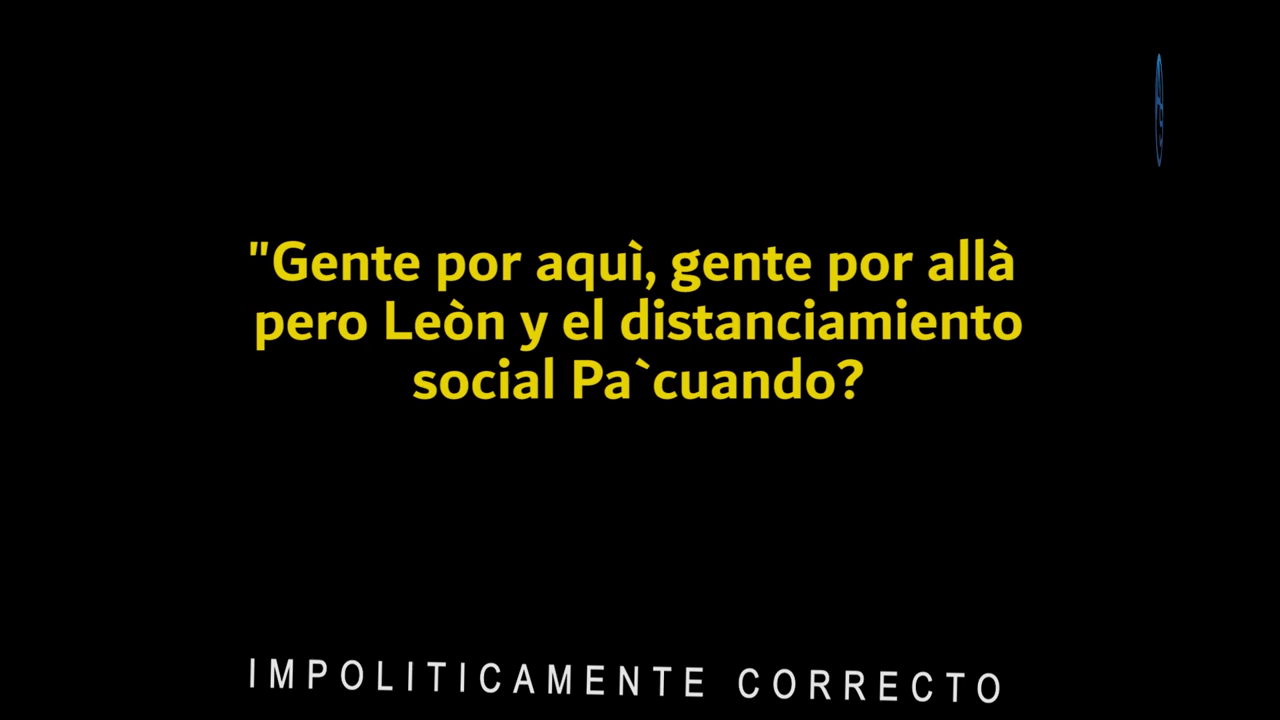 "Gente por aquì, gente por allà
pero Leòn y el distanciamiento
social Pa`cuando?
IMPOLITICAMENTE CORRECTO